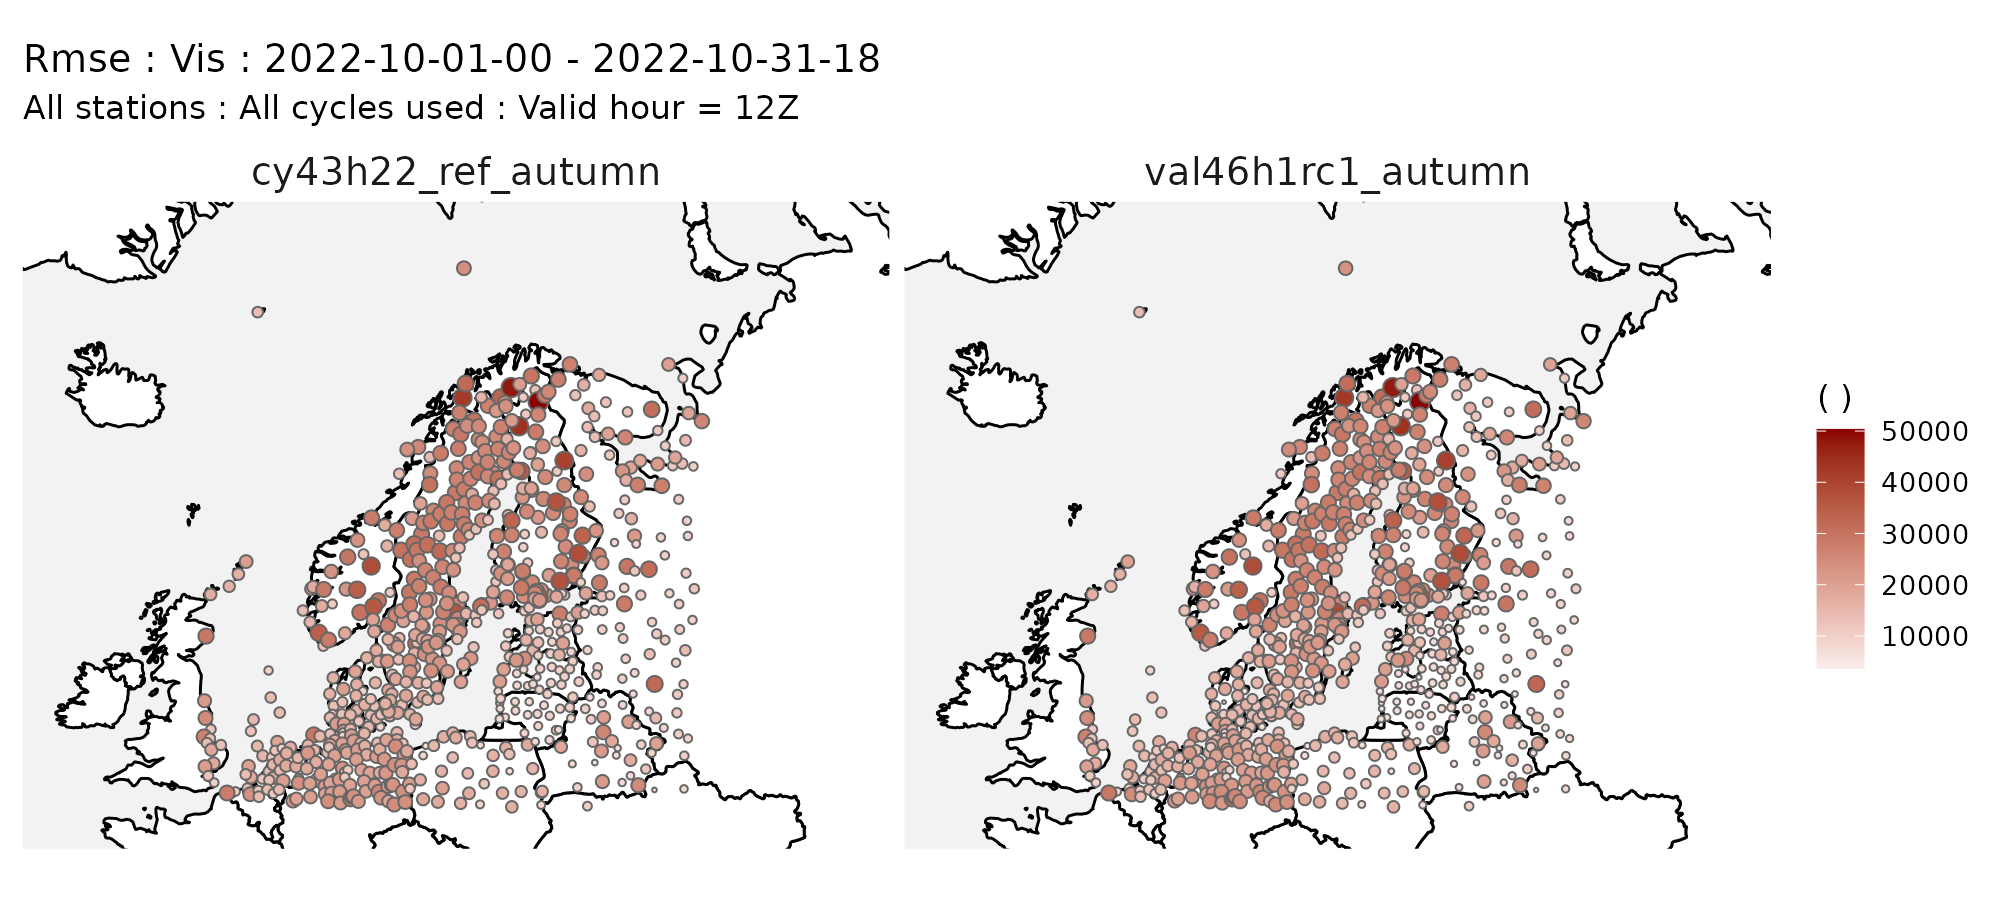 Rmse : Vis : 2022-10-01-00 - 2022-10-31-18
All stations : All cycles used : Valid hour = 12Z
cy43h22_ref_autumn
val46h1rc1_autumn
( )
50000
40000
30000
20000
10000